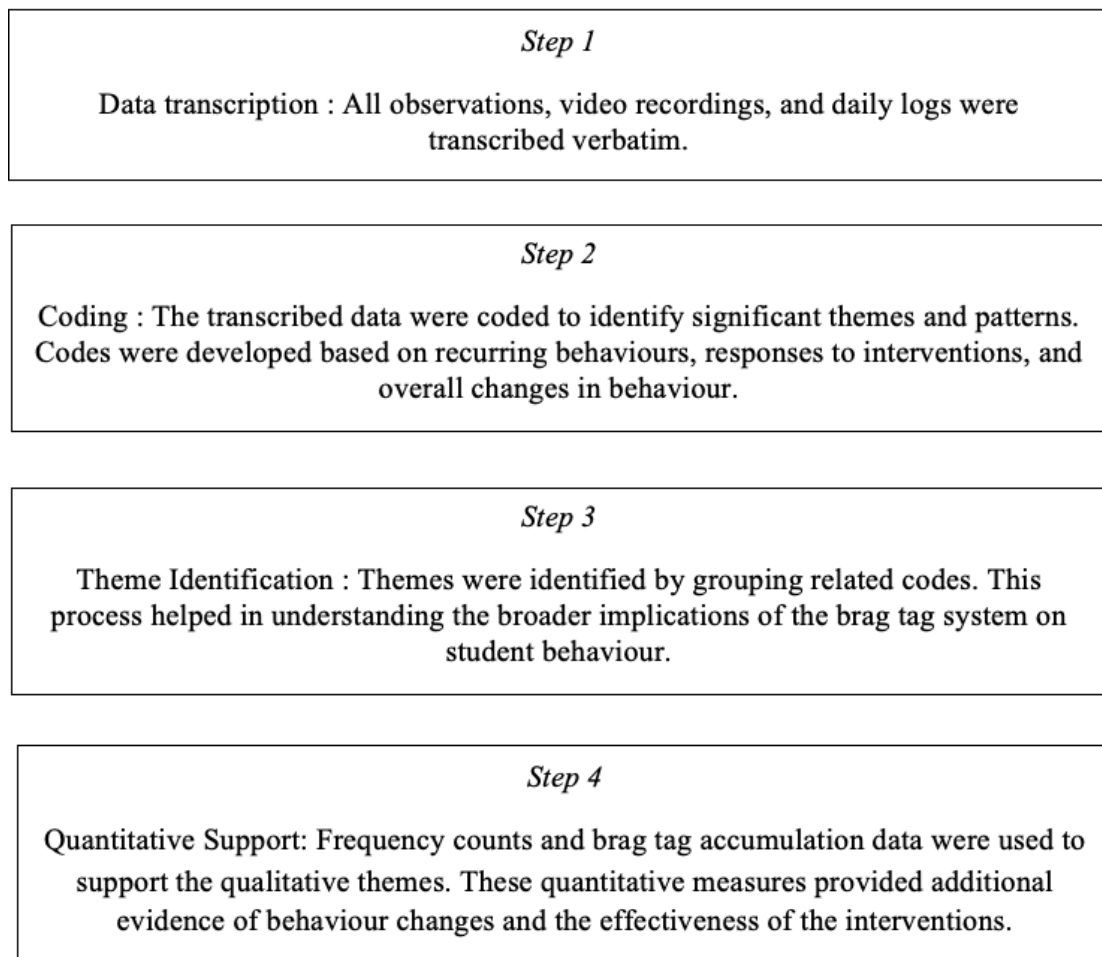 Step 1
Data transcription : All observations, video recordings, and daily logs were
transcribed verbatim.
Step 2
Coding : The transcribed data were coded to identify significant themes and patterns.
Codes were developed based on recurring behaviours, responses to interventions, and
overall changes in behaviour.
Step 3
Theme Identification : Themes were identified by grouping related codes. This
process helped in understanding the broader implications of the brag tag system on
student behaviour.
Step 4
Quantitative Support: Frequency counts and brag tag accumulation data were used to
support the qualitative themes. These quantitative measures provided additional
evidence of behaviour changes and the effectiveness of the interventions.